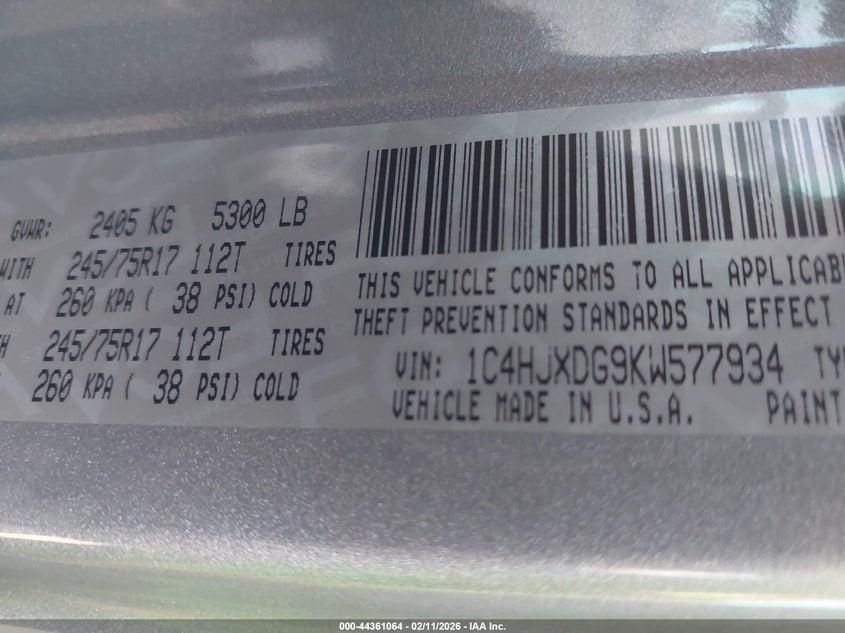 GVWR: 2405 KG 5300 LB
WITH 245/75R17 112T TIRES
AT 260 KPA ( 38 PSI) COLD
245/75R17 112T TIRES
260 KPA ( 38 PSI) COLD
THIS VEHICLE CONFORMS TO ALL
THEFT PREVENTION STANDARDS IN EFFECT
VIN: 1C4HJXDG9KW577934
VEHICLE MADE IN U.S.A. PAINT
000-44361064 - 02/11/2026 - IAA Inc.